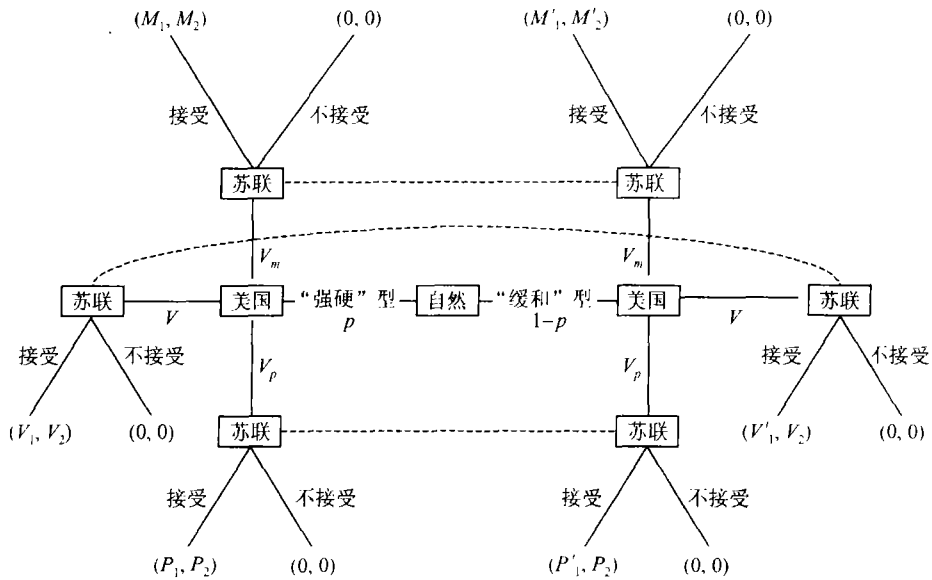 (M₁, M₂) (0, 0) (M′₁, M′₂) (0, 0)
接受 不接受 接受 不接受
苏联 苏联
Vₘ Vₘ
苏联 V 美国 “强硬”型 自然 “缓和”型 美国 V 苏联
p 1−p
接受 不接受 Vₚ Vₚ 接受 不接受
(V₁, V₂) (0, 0) 苏联 苏联 (V′₁, V₂) (0, 0)
接受 不接受 接受 不接受
(P₁, P₂) (0, 0) (P′₁, P₂) (0, 0)